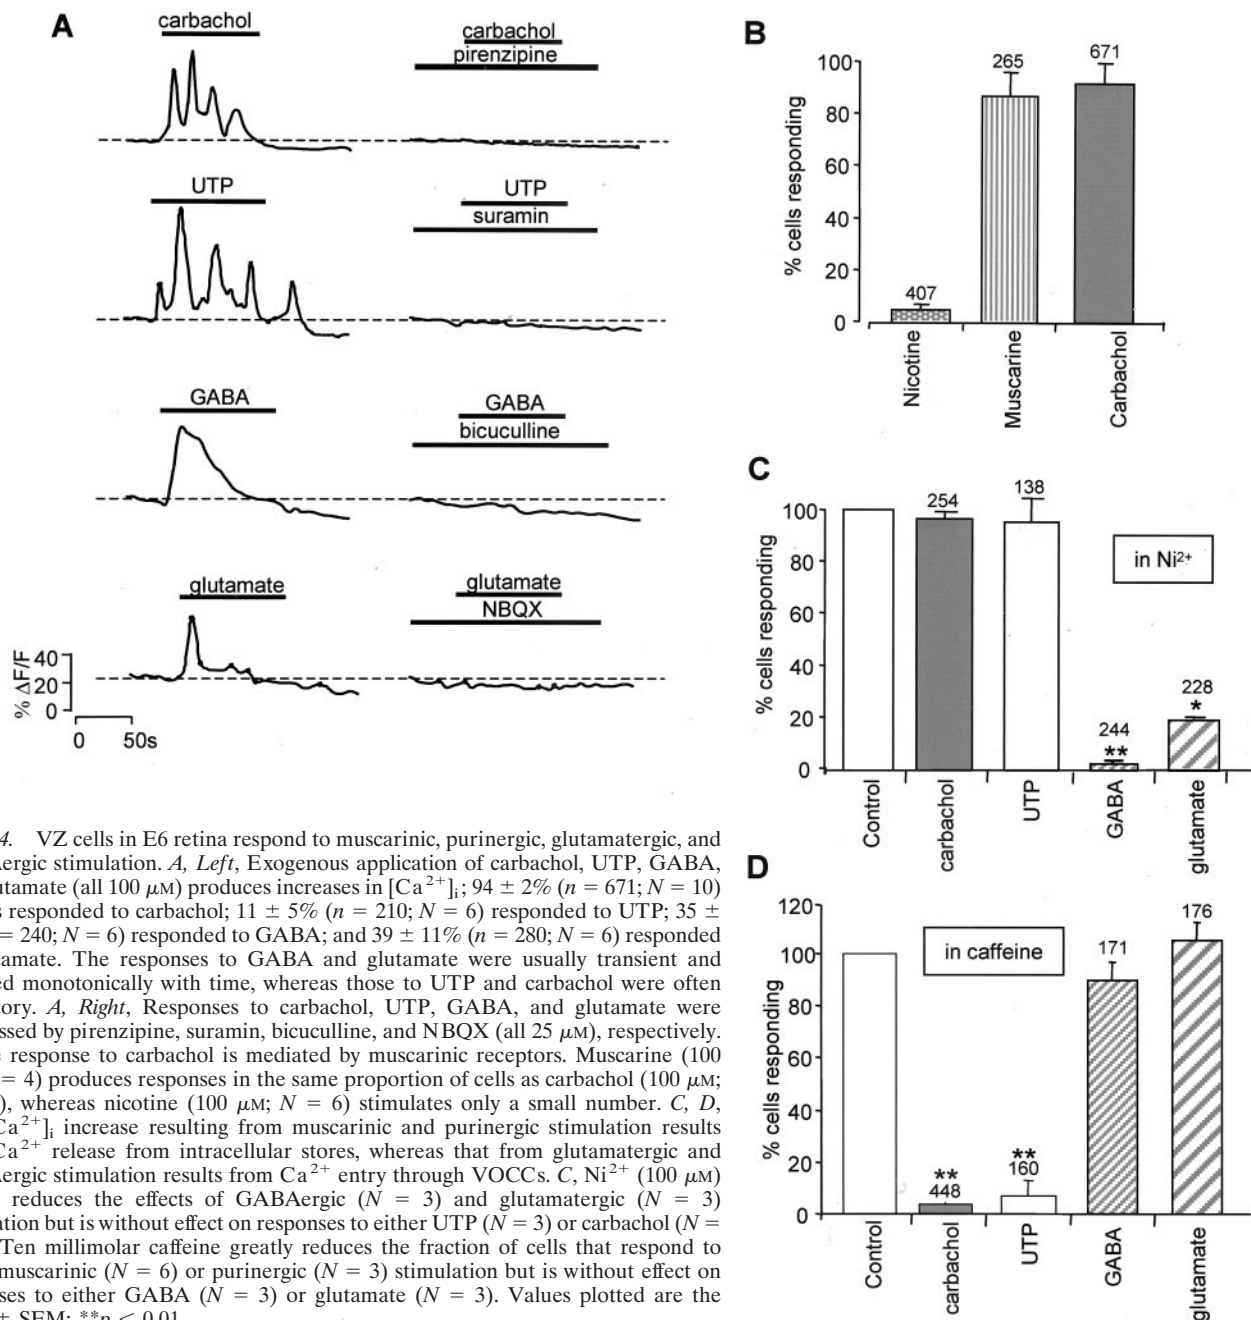 A
carbachol
carbachol
pirenzipine
UTP
UTP
suramin
GABA
GABA
bicuculline
glutamate
glutamate
NBQX
% ΔF/F
40
20
0
0 50s
B
% cells responding
100
80
60
40
20
0
407
265
671
Nicotine
Muscarine
Carbachol
C
% cells responding
100
80
60
40
20
0
254
138
244
**
228
*
in Ni²⁺
Control
carbachol
UTP
GABA
glutamate
D
% cells responding
120
100
80
60
40
20
0
in caffeine
**
448
**
160
171
176
Control
carbachol
UTP
GABA
glutamate
4. VZ cells in E6 retina respond to muscarinic, purinergic, glutamatergic, and
ergic stimulation. A, Left, Exogenous application of carbachol, UTP, GABA,
utamate (all 100 μM) produces increases in [Ca²⁺]i; 94 ± 2% (n = 671; N = 10)
s responded to carbachol; 11 ± 5% (n = 210; N = 6) responded to UTP; 35 ±
= 240; N = 6) responded to GABA; and 39 ± 11% (n = 280; N = 6) responded
amate. The responses to GABA and glutamate were usually transient and
ed monotonically with time, whereas those to UTP and carbachol were often
tory. A, Right, Responses to carbachol, UTP, GABA, and glutamate were
ssed by pirenzipine, suramin, bicuculline, and NBQX (all 25 μM), respectively.
e response to carbachol is mediated by muscarinic receptors. Muscarine (100
= 4) produces responses in the same proportion of cells as carbachol (100 μM;
), whereas nicotine (100 μM; N = 6) stimulates only a small number. C, D,
Ca²⁺]i increase resulting from muscarinic and purinergic stimulation results
Ca²⁺ release from intracellular stores, whereas that from glutamatergic and
ergic stimulation results from Ca²⁺ entry through VOCCs. C, Ni²⁺ (100 μM)
reduces the effects of GABAergic (N = 3) and glutamatergic (N = 3)
ation but is without effect on responses to either UTP (N = 3) or carbachol (N =
Ten millimolar caffeine greatly reduces the fraction of cells that respond to
muscarinic (N = 6) or purinergic (N = 3) stimulation but is without effect on
ses to either GABA (N = 3) or glutamate (N = 3). Values plotted are the
± SEM; **p < 0.01